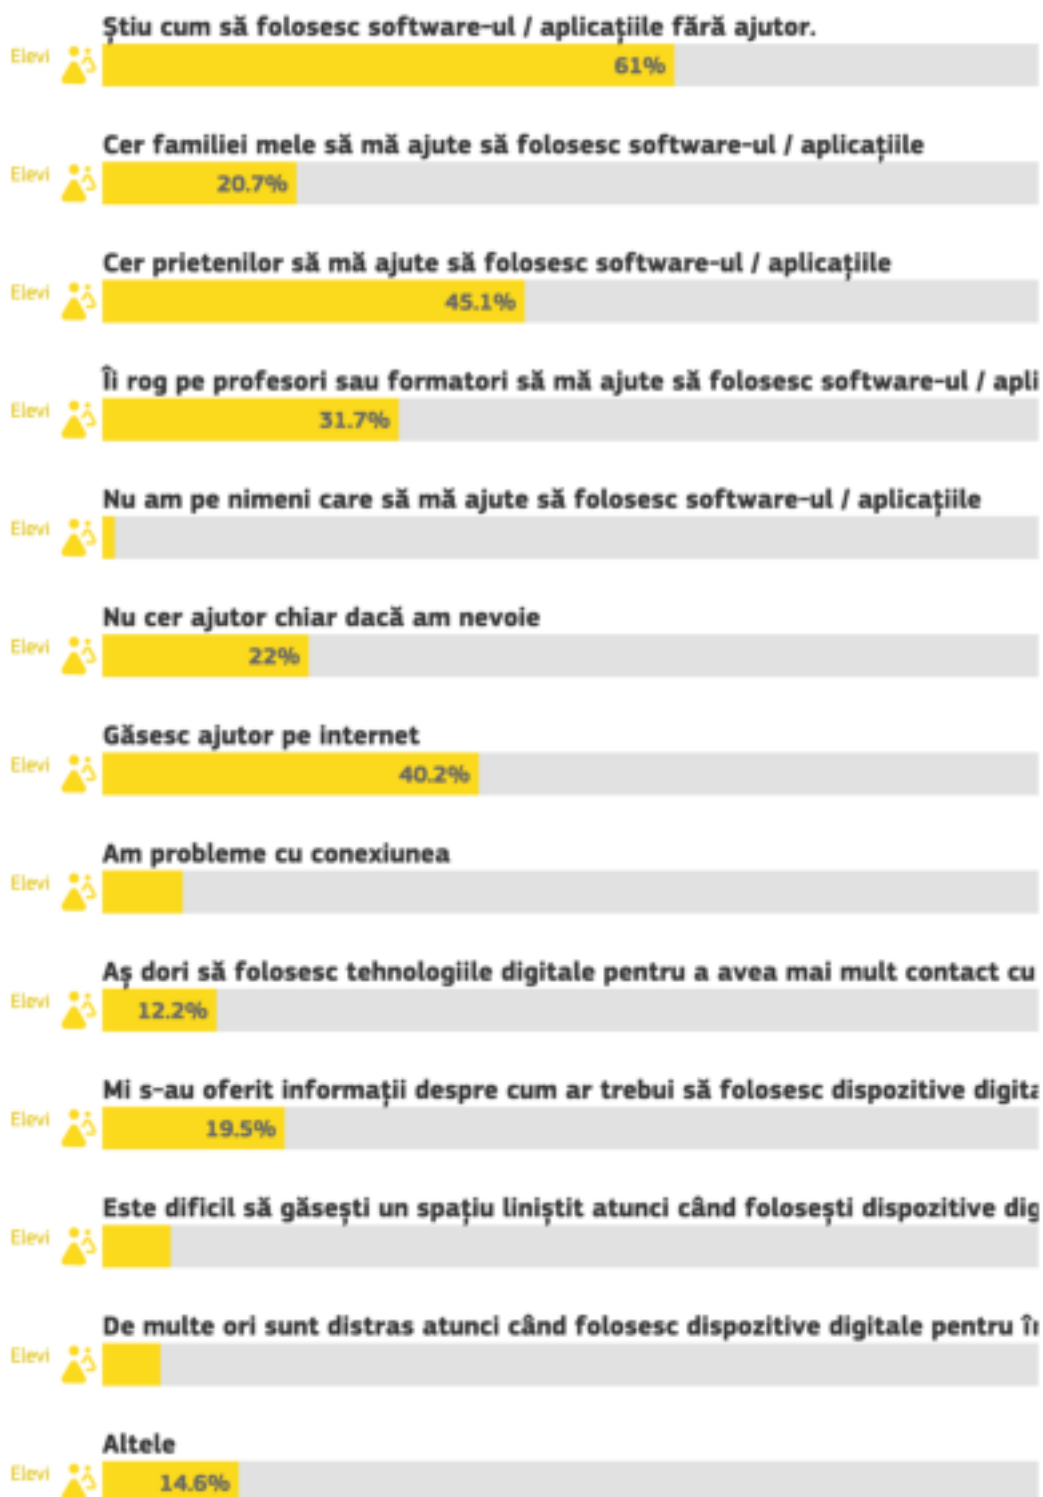 Știu cum să folosesc software-ul / aplicațiile fără ajutor.
Elevi
61%
Cer familiei mele să mă ajute să folosesc software-ul / aplicațiile
Elevi
20.7%
Cer prietenilor să mă ajute să folosesc software-ul / aplicațiile
Elevi
45.1%
Îi rog pe profesori sau formatori să mă ajute să folosesc software-ul / apli
Elevi
31.7%
Nu am pe nimeni care să mă ajute să folosesc software-ul / aplicațiile
Elevi
Nu cer ajutor chiar dacă am nevoie
Elevi
22%
Găsesc ajutor pe internet
Elevi
40.2%
Am probleme cu conexiunea
Elevi
Aș dori să folosesc tehnologiile digitale pentru a avea mai mult contact cu
Elevi
12.2%
Mi s-au oferit informații despre cum ar trebui să folosesc dispozitive digita
Elevi
19.5%
Este dificil să găsești un spațiu liniștit atunci când folosești dispozitive dig
Elevi
De multe ori sunt distras atunci când folosesc dispozitive digitale pentru în
Elevi
Altele
Elevi
14.6%